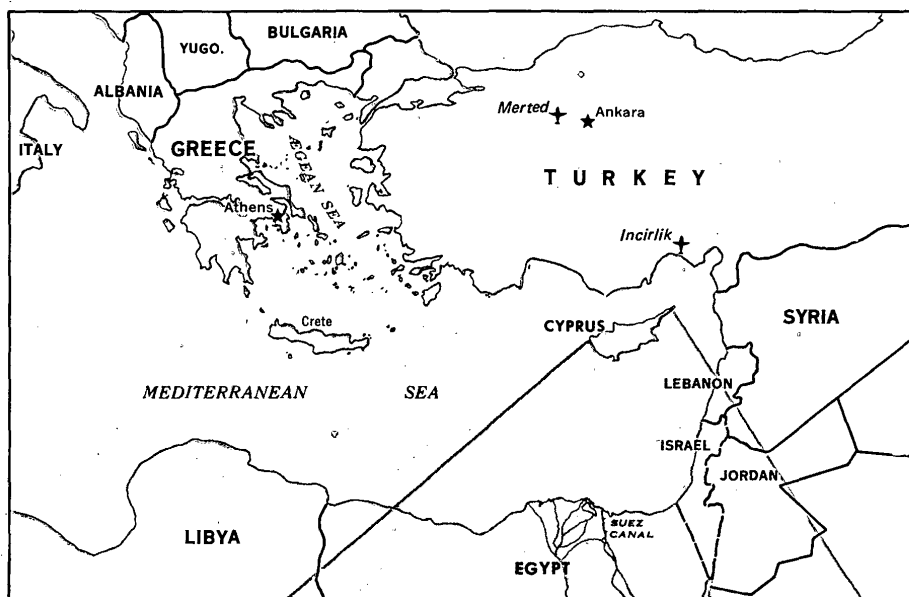 BULGARIA
YUGO.
ALBANIA
Merted
Ankara
ITALY
GREECE
ÆGEAN SEA
TURKEY
Athens
Incirlik
Crete
CYPRUS
SYRIA
MEDITERRANEAN SEA
LEBANON
ISRAEL
JORDAN
SUEZ
CANAL
LIBYA
EGYPT